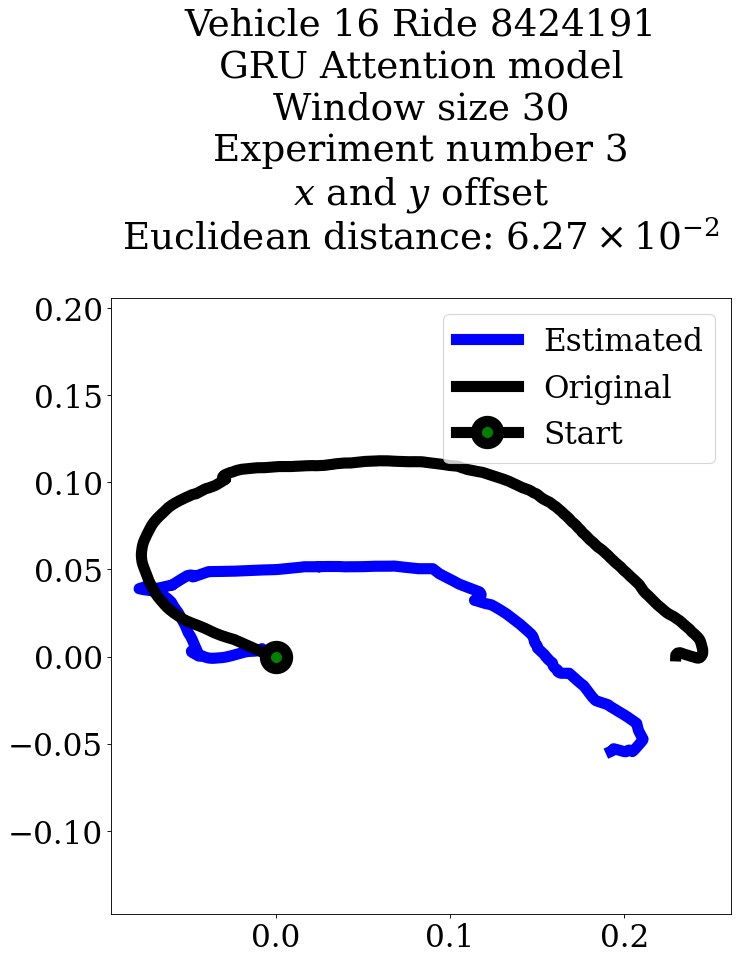 Vehicle 16 Ride 8424191
GRU Attention model
Window size 30
Experiment number 3
x and y offset
Euclidean distance: 6.27 × 10⁻²
0.20
0.15
0.10
0.05
0.00
−0.05
−0.10
Estimated
Original
Start
0.0 0.1 0.2